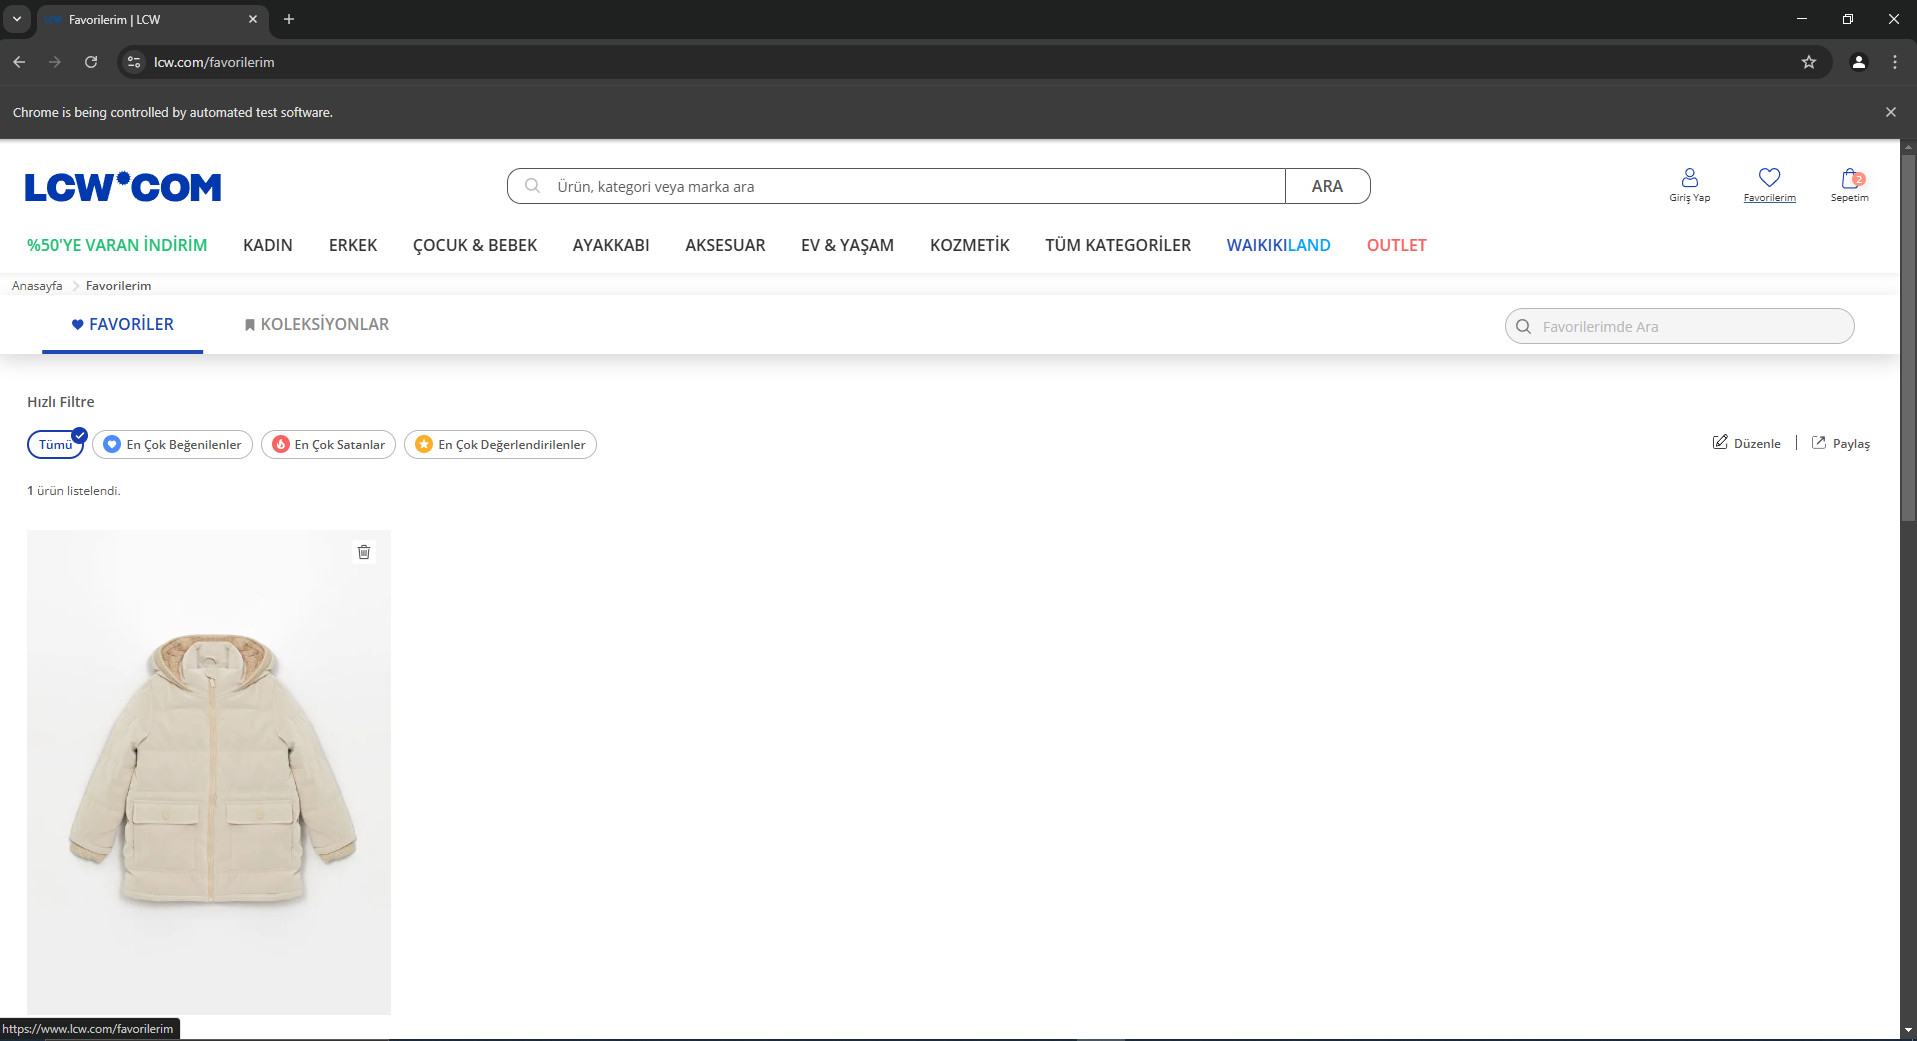 Favorilerim | LCW
lcw.com/favorilerim
Chrome is being controlled by automated test software.
LCW COM
Ürün, kategori veya marka ara
ARA
Giriş Yap
Favorilerim
2
Sepetim
%50'YE VARAN İNDİRİM KADIN ERKEK ÇOCUK & BEBEK AYAKKABI AKSESUAR EV & YAŞAM KOZMETİK TÜM KATEGORİLER WAIKIKILAND OUTLET
Anasayfa Favorilerim
FAVORİLER KOLEKSİYONLAR Favorilerimde Ara
Hızlı Filtre
Tümü En Çok Beğenilenler En Çok Satanlar En Çok Değerlendirilenler Düzenle | Paylaş
1 ürün listelendi.
https://www.lcw.com/favorilerim